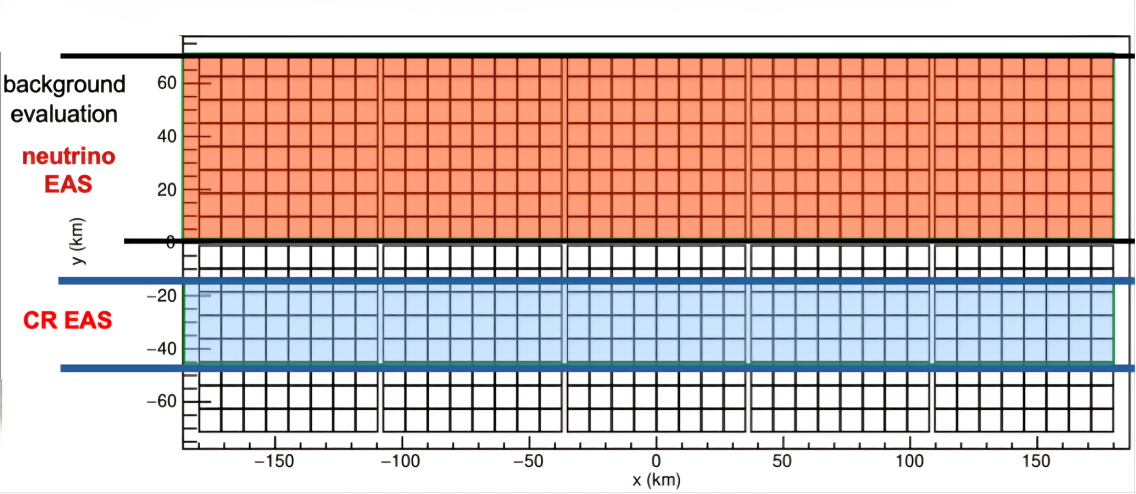 background
evaluation
neutrino
EAS
CR EAS
y (km)
60
40
20
0
−20
−40
−60
−150 −100 −50 0 50 100 150
x (km)